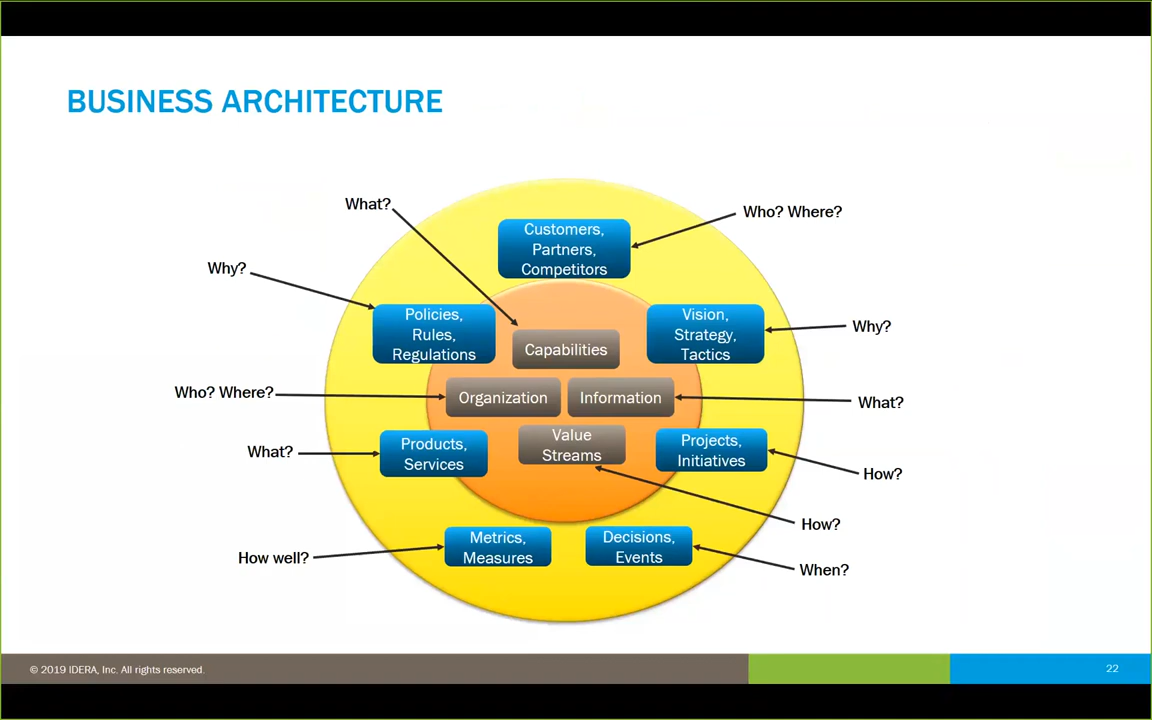 BUSINESS ARCHITECTURE
What?
Who? Where?
Customers,
Partners,
Competitors
Why?
Policies,
Rules,
Regulations
Vision,
Strategy,
Tactics
Why?
Capabilities
Who? Where?
Organization
Information
What?
What?
Products,
Services
Value
Streams
Projects,
Initiatives
How?
How?
How well?
Metrics,
Measures
Decisions,
Events
When?
© 2019 IDERA, Inc. All rights reserved.
22